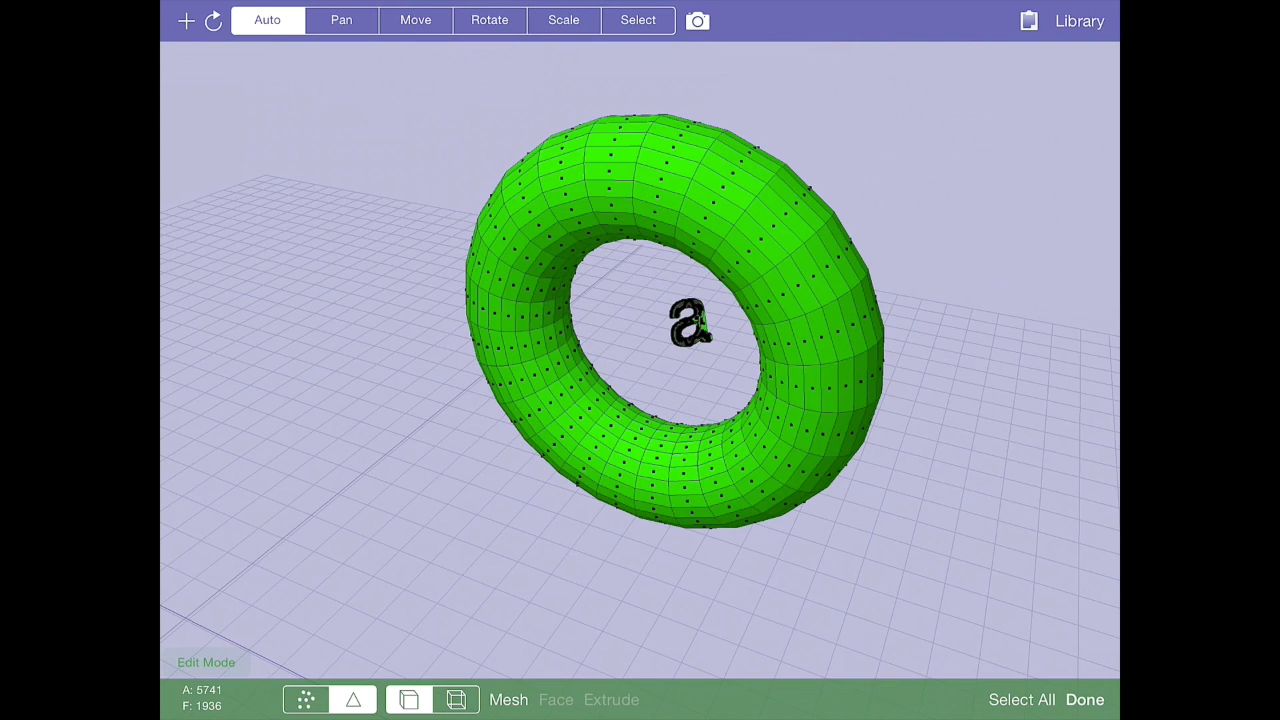 Auto Pan Move Rotate Scale Select Library
a
Edit Mode
A: 5741
F: 1936
Mesh Face Extrude Select All Done